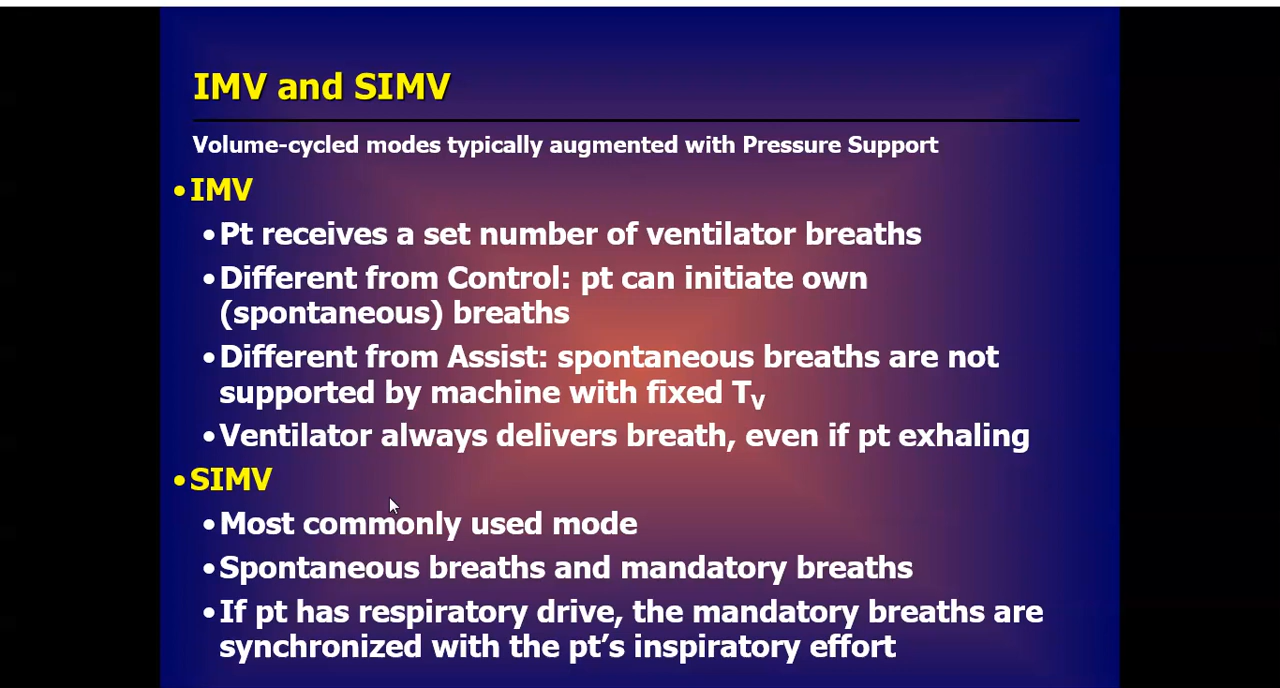 IMV and SIMV
Volume-cycled modes typically augmented with Pressure Support
•IMV
•Pt receives a set number of ventilator breaths
•Different from Control: pt can initiate own
(spontaneous) breaths
•Different from Assist: spontaneous breaths are not
supported by machine with fixed Tv
•Ventilator always delivers breath, even if pt exhaling
•SIMV
•Most commonly used mode
•Spontaneous breaths and mandatory breaths
•If pt has respiratory drive, the mandatory breaths are
synchronized with the pt’s inspiratory effort